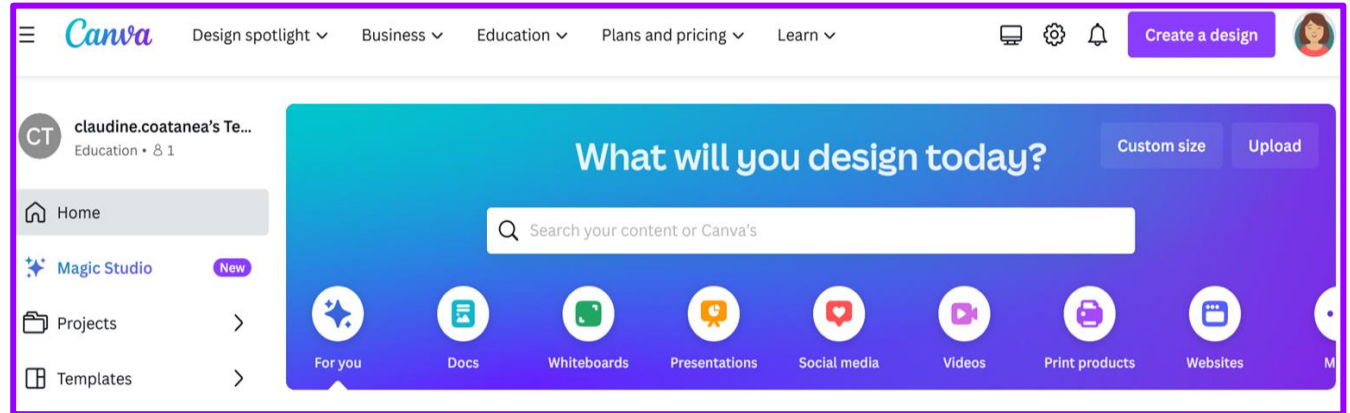 Canva Design spotlight Business Education Plans and pricing Learn Create a design
CT claudine.coatanea's Te...
Education • 1
Home
Magic Studio New
Projects
Templates
What will you design today?
Custom size Upload
Search your content or Canva's
For you Docs Whiteboards Presentations Social media Videos Print products Websites M